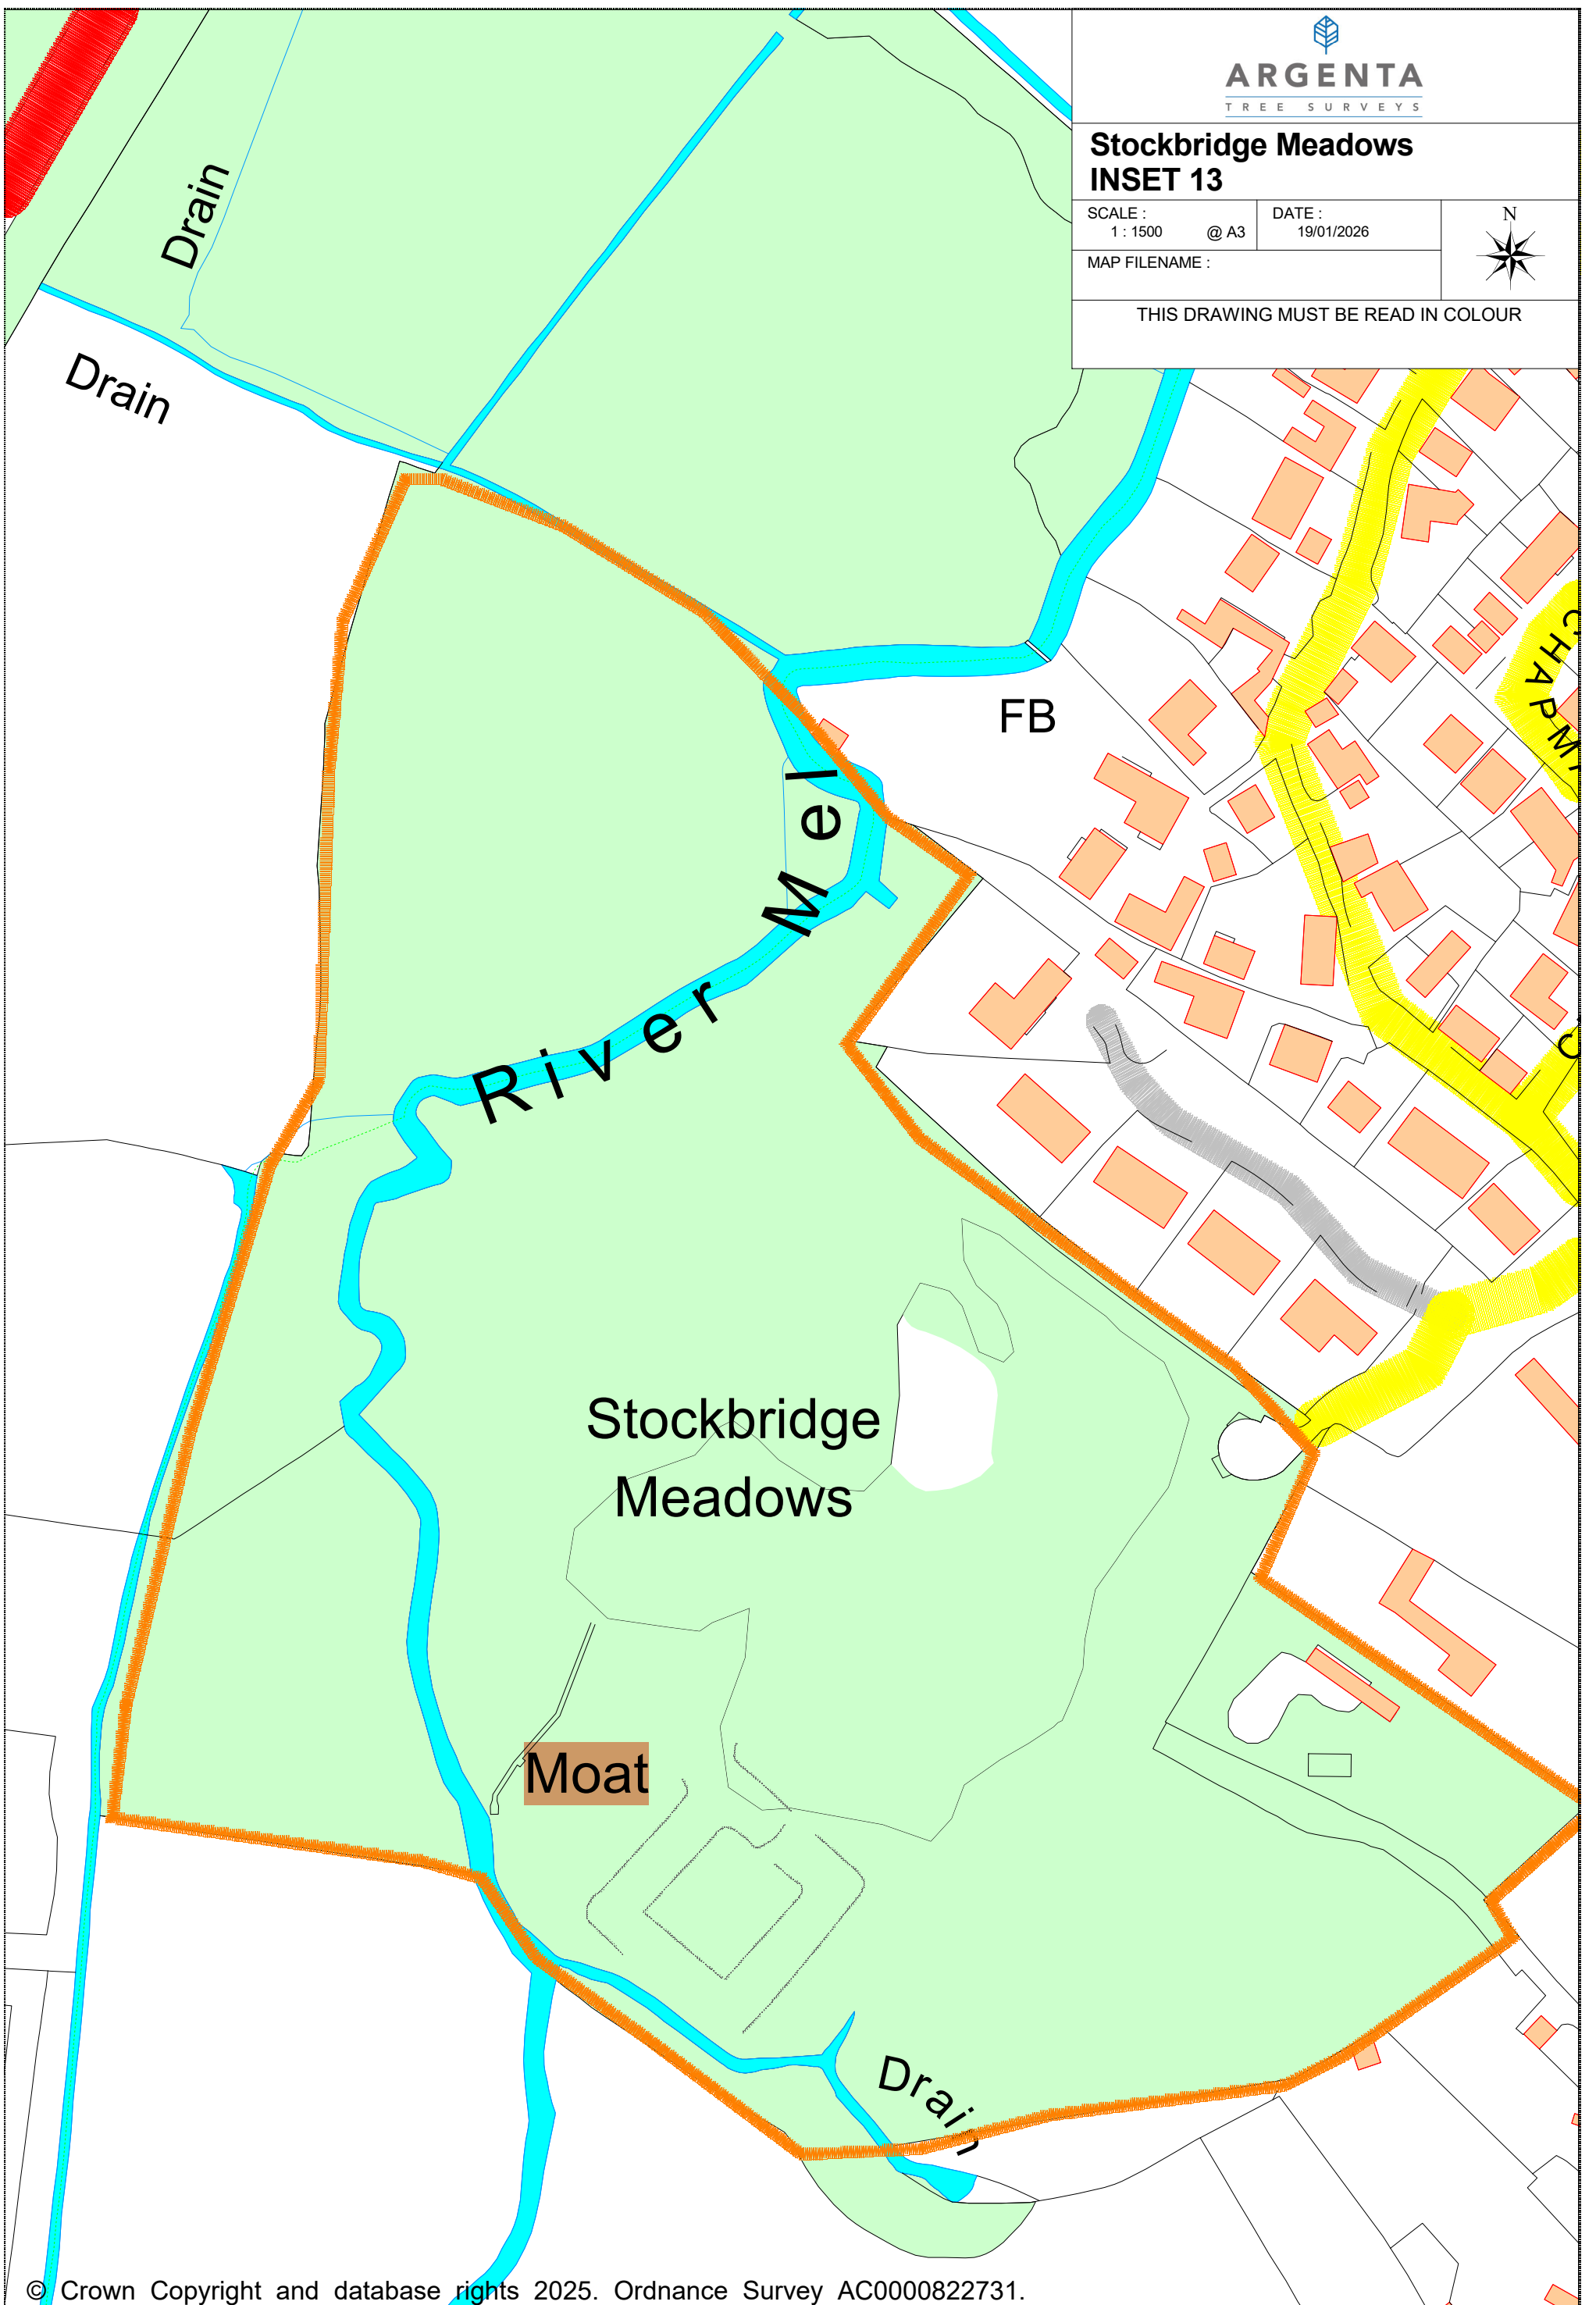 ARGENTA
TREE SURVEYS
Stockbridge Meadows
INSET 13
SCALE :
1 : 1500 @ A3
DATE :
19/01/2026
N
MAP FILENAME :
THIS DRAWING MUST BE READ IN COLOUR
Drain
Drain
FB
River Mel
Stockbridge
Meadows
Moat
Drain
© Crown Copyright and database rights 2025. Ordnance Survey AC0000822731.